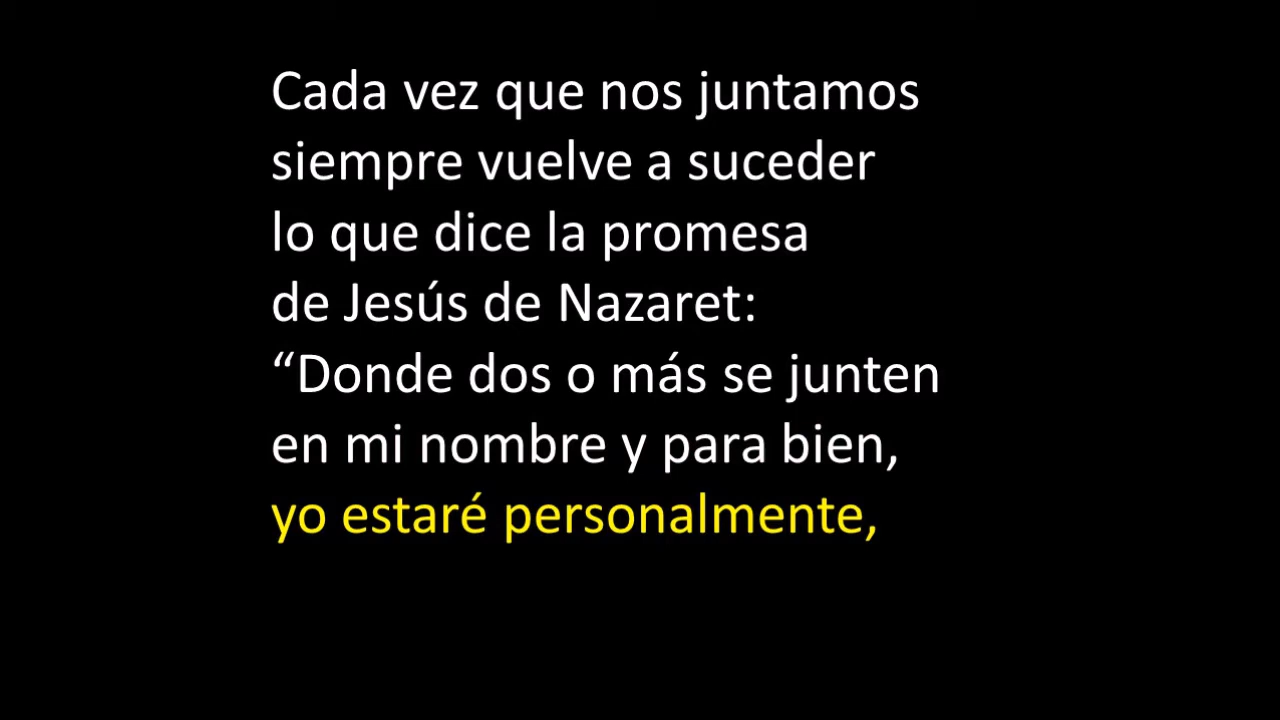 Cada vez que nos juntamos
siempre vuelve a suceder
lo que dice la promesa
de Jesús de Nazaret:
“Donde dos o más se junten
en mi nombre y para bien,
yo estaré personalmente,